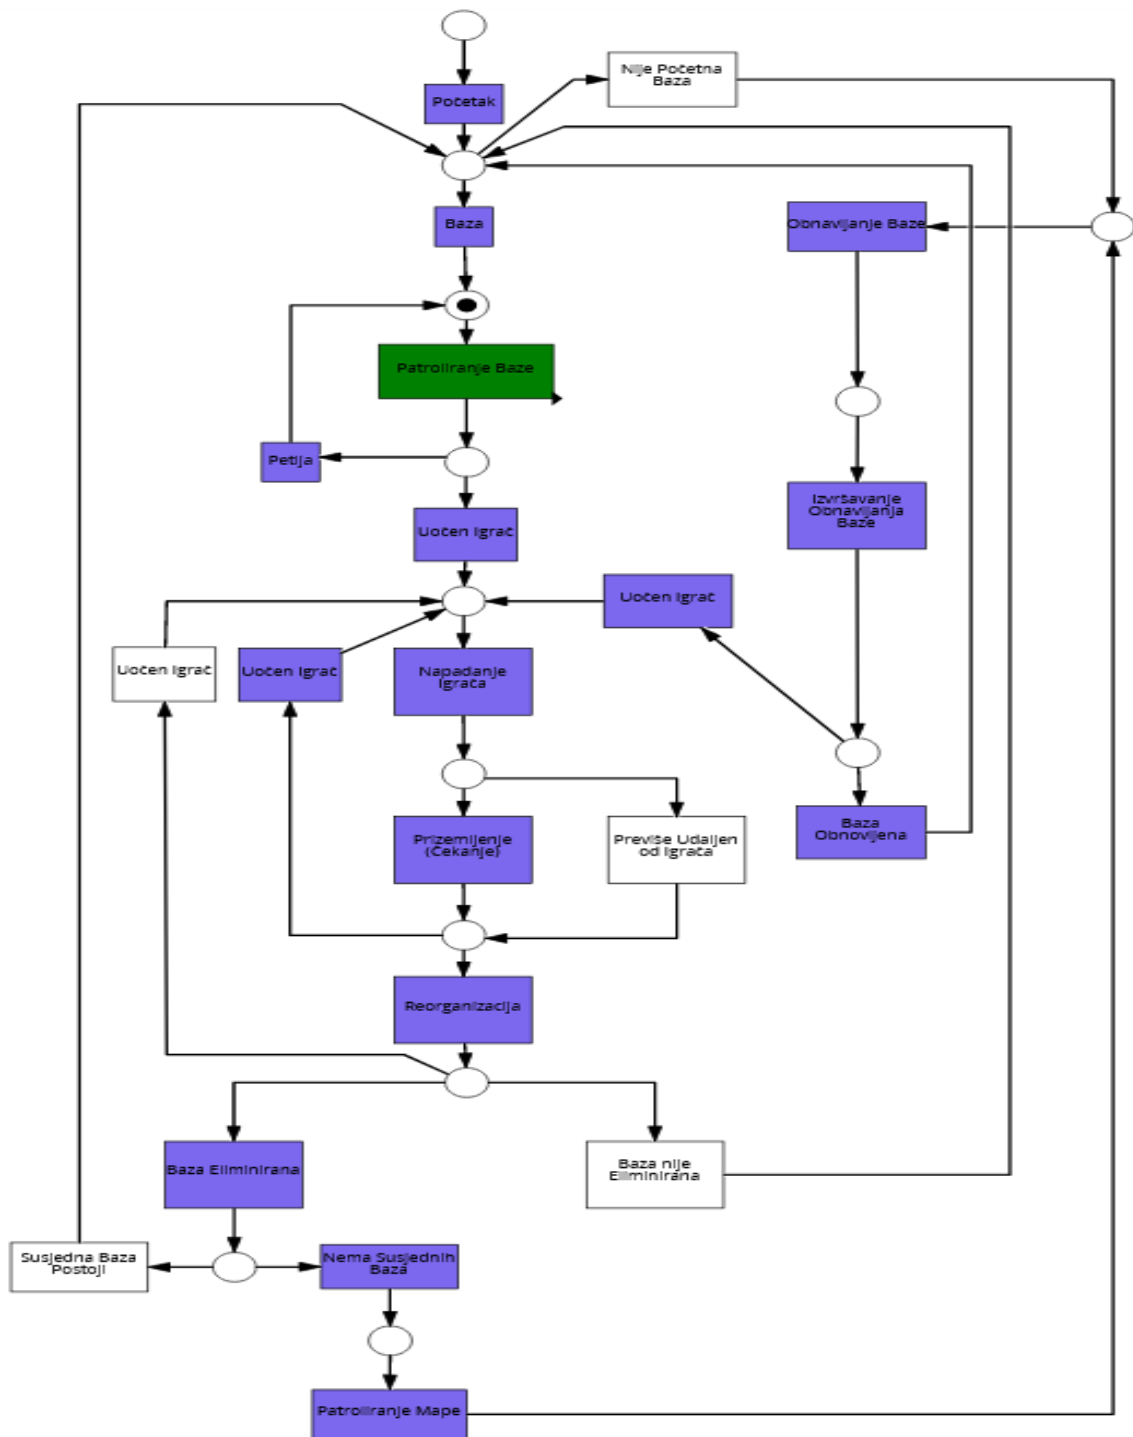 Nije Početna
Baza
Početak
Baza
Obnavljanje Baze
Patroliranje Baze
Petlja
Izvršavanje
Obnavljanja
Baze
Uočen Igrač
Uočen Igrač
Uočen Igrač
Uočen Igrač
Napadanje
Igrača
Prizemljenje
(Čekanje)
Previše Udaljen
od Igrača
Baza
Obnovljena
Reorganizacija
Baza Eliminirana
Baza nije
Eliminirana
Susjedna Baza
Postoji
Nema Susjednih
Baza
Patroliranje Mape